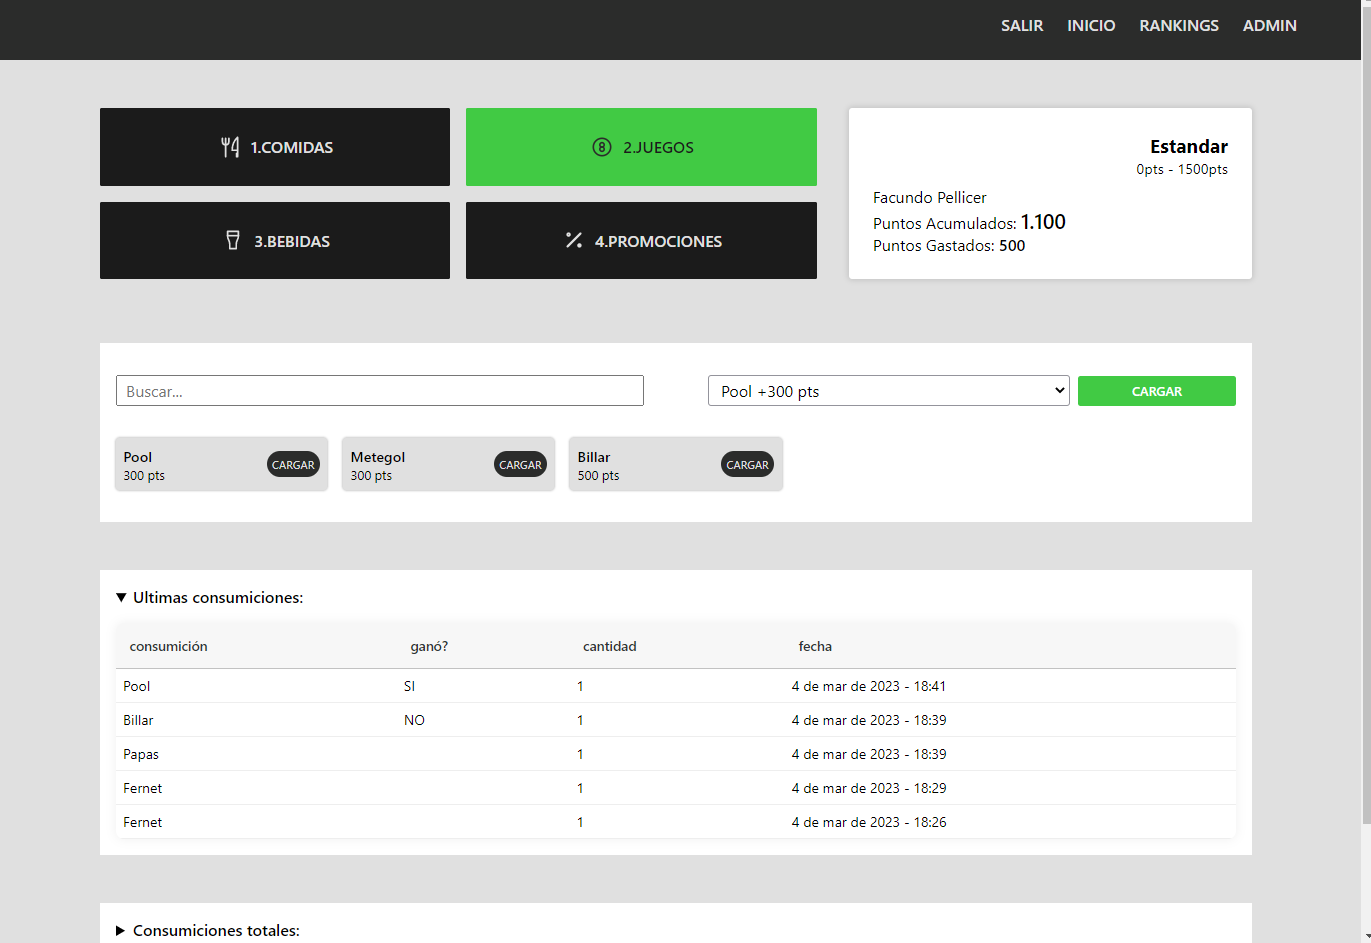 SALIR INICIO RANKINGS ADMIN
1.COMIDAS
8 2.JUEGOS
3.BEBIDAS
4.PROMOCIONES
Estandar
0pts - 1500pts
Facundo Pellicer
Puntos Acumulados: 1.100
Puntos Gastados: 500
Buscar...
Pool +300 pts
CARGAR
Pool
300 pts
CARGAR
Metegol
300 pts
CARGAR
Billar
500 pts
CARGAR
Ultimas consumiciones:
consumición ganó? cantidad fecha
Pool SI 1 4 de mar de 2023 - 18:41
Billar NO 1 4 de mar de 2023 - 18:39
Papas 1 4 de mar de 2023 - 18:39
Fernet 1 4 de mar de 2023 - 18:29
Fernet 1 4 de mar de 2023 - 18:26
Consumiciones totales: